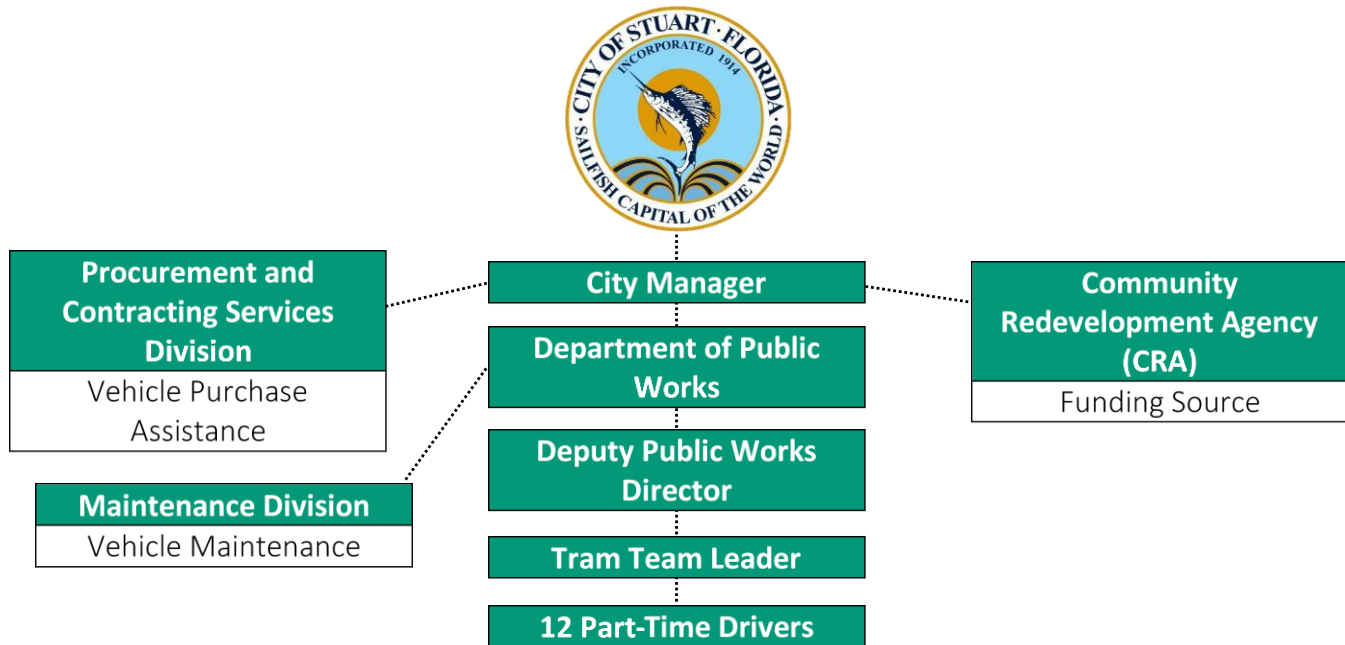 CITY OF STUART · FLORIDA
INCORPORATED 1914
· SAILFISH CAPITAL OF THE WORLD ·
Procurement and
Contracting Services
Division
Vehicle Purchase
Assistance
City Manager
Community
Redevelopment Agency
(CRA)
Funding Source
Department of Public
Works
Deputy Public Works
Director
Maintenance Division
Vehicle Maintenance
Tram Team Leader
12 Part-Time Drivers